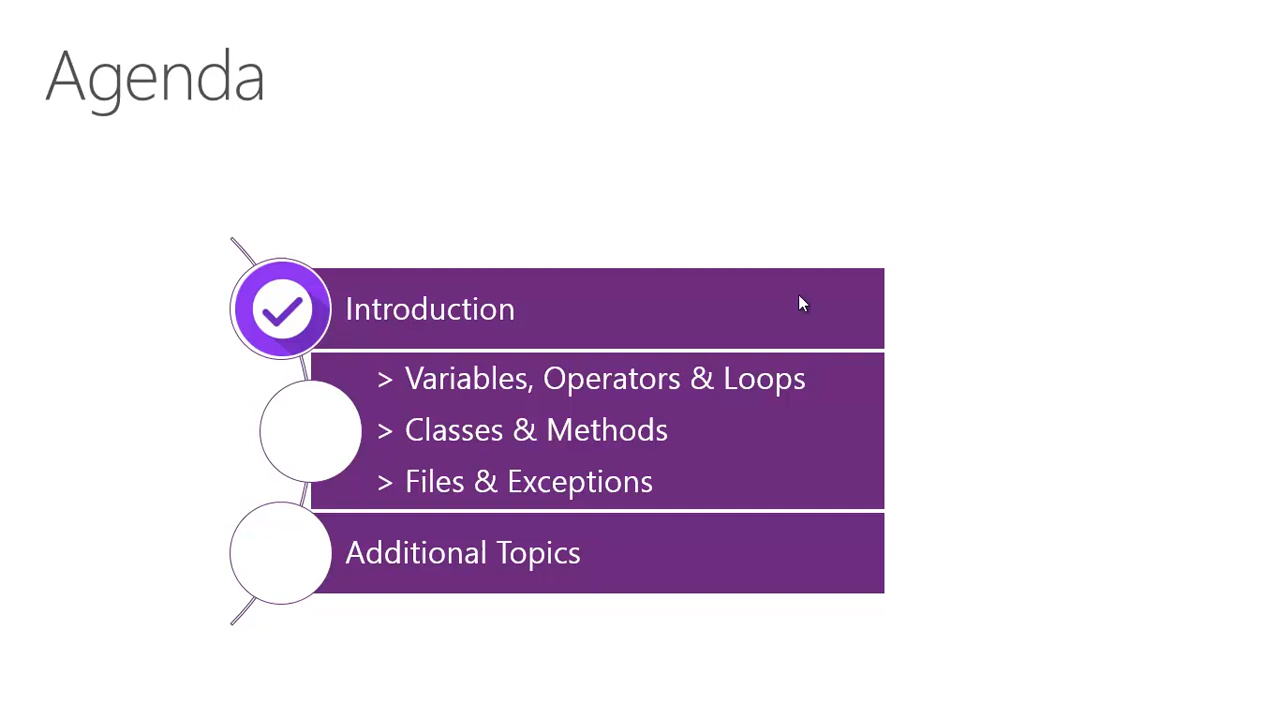 Agenda
Introduction
> Variables, Operators & Loops
> Classes & Methods
> Files & Exceptions
Additional Topics